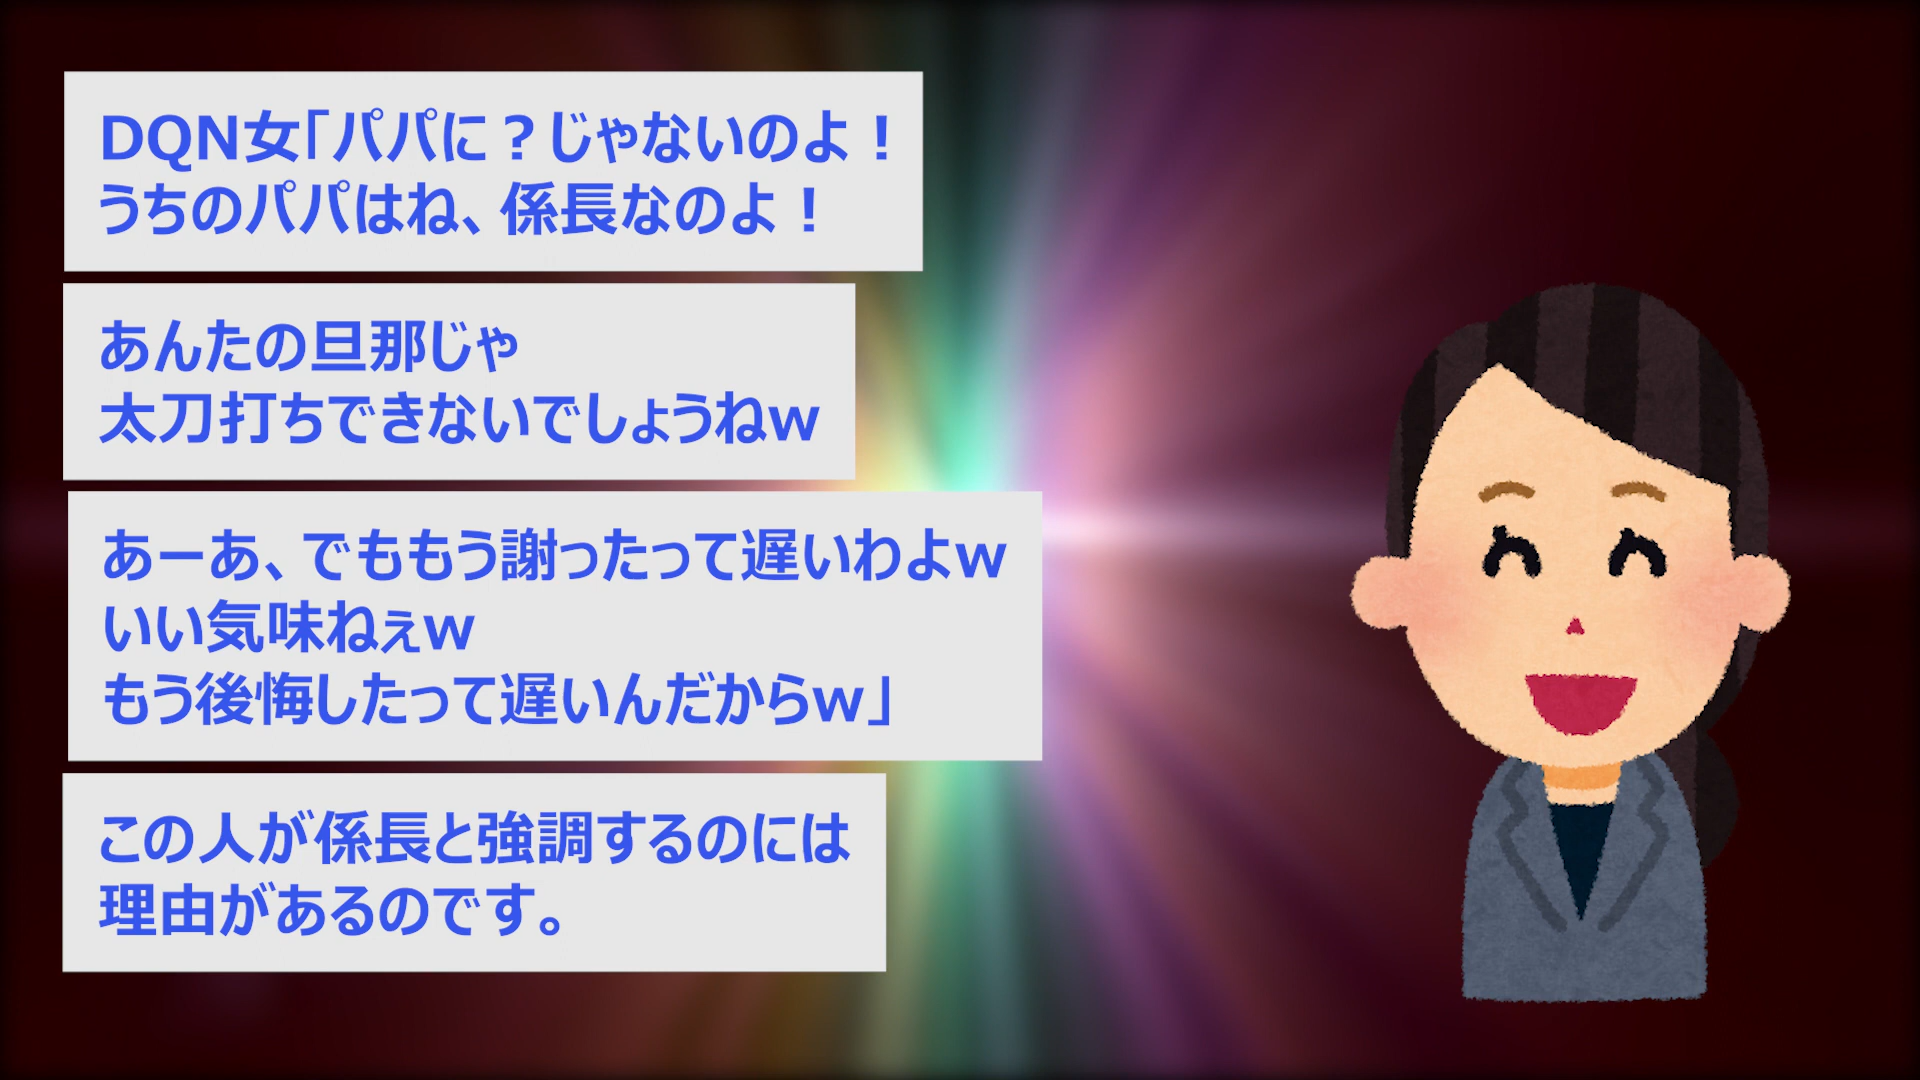 DQN女「パパに？じゃないのよ！
うちのパパはね、係長なのよ！
あんたの旦那じゃ
太刀打ちできないでしょうねw
あーあ、でももう謝ったって遅いわよw
いい気味ねぇw
もう後悔したって遅いんだからw」
この人が係長と強調するのには
理由があるのです。